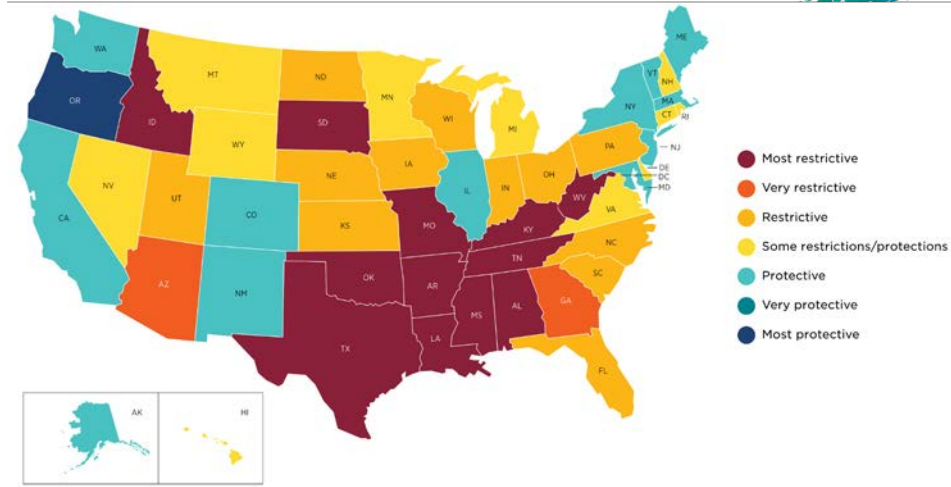 WA
ME
MT
ND
VT
NH
OR
MN
ID
SD
WI
NY
MA
CT
RI
WY
MI
IA
PA
NJ
NE
NV
OH
DE
IL
IN
DC
UT
MD
CO
WV
CA
VA
KS
MO
KY
NC
TN
OK
AZ
NM
AR
SC
MS
AL
GA
LA
TX
FL
AK
HI
Most restrictive
Very restrictive
Restrictive
Some restrictions/protections
Protective
Very protective
Most protective